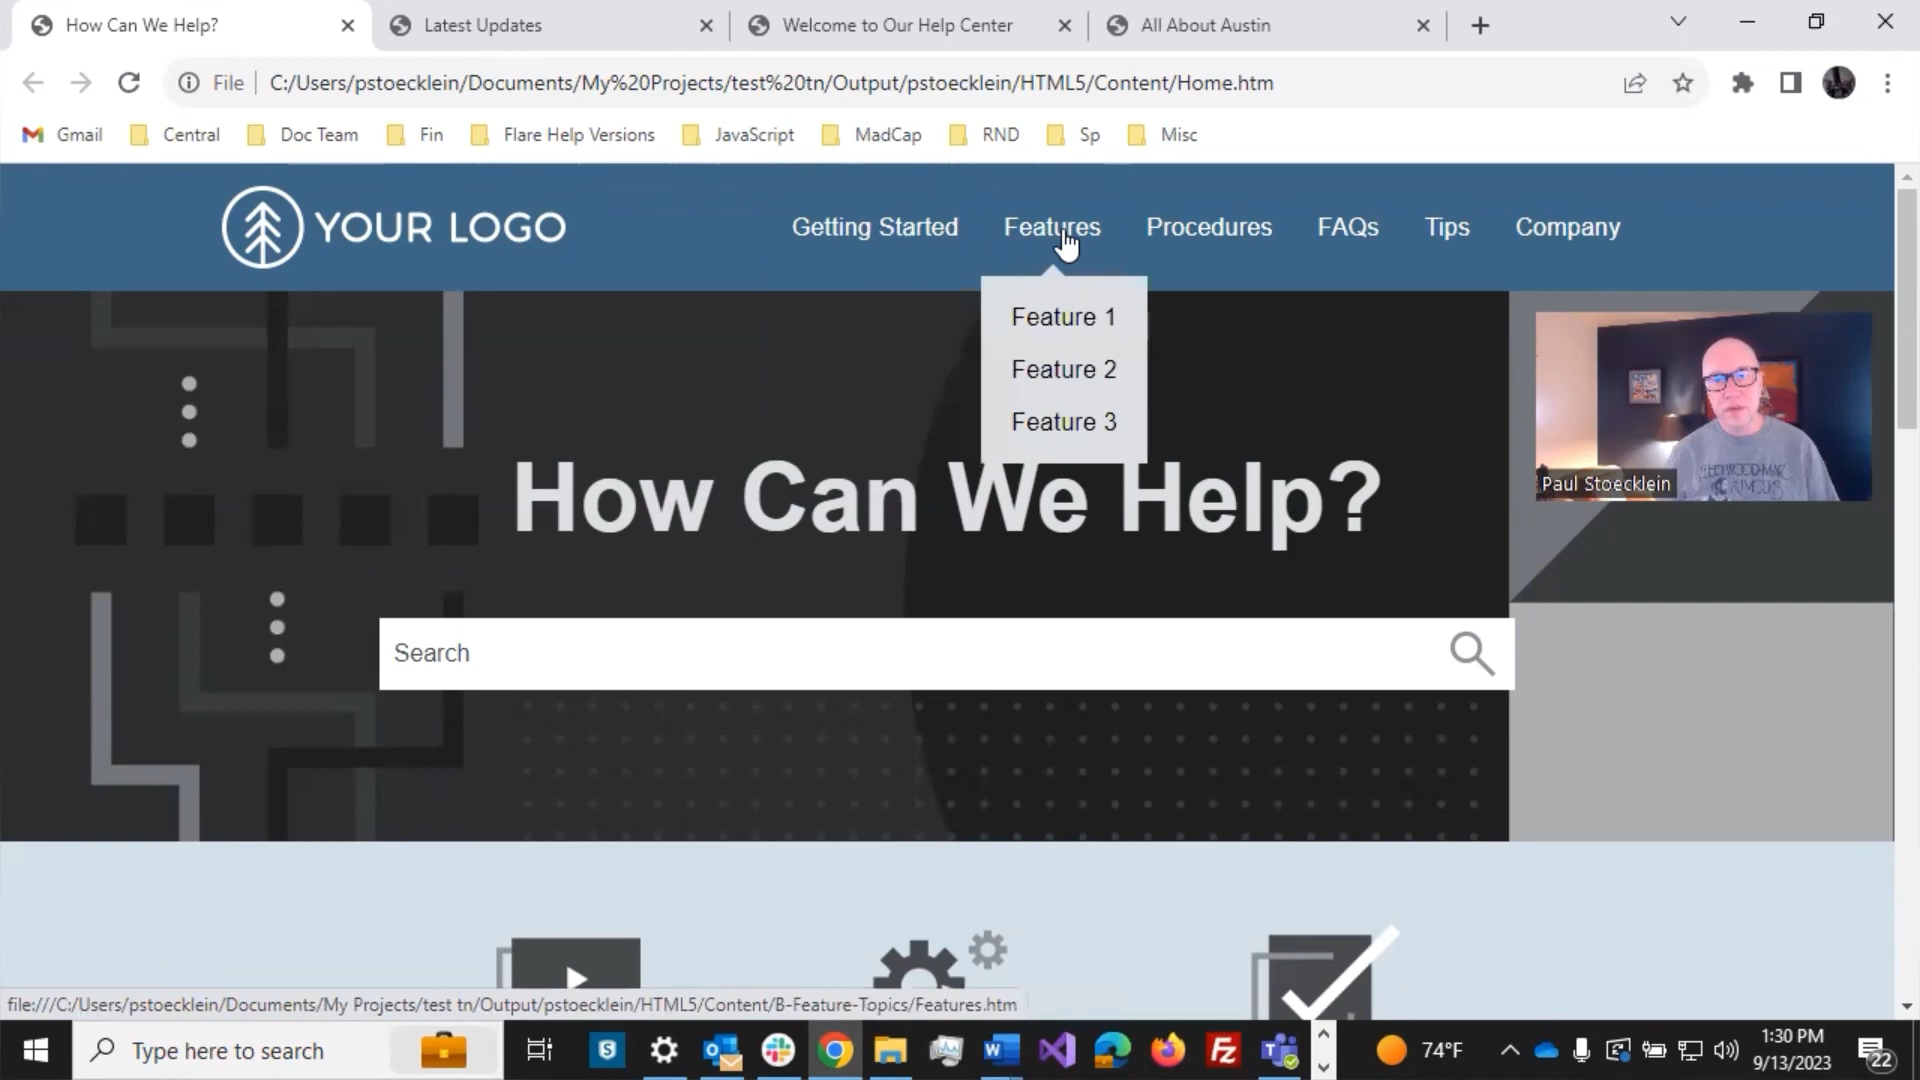 How Can We Help?
Latest Updates
Welcome to Our Help Center
All About Austin
File
C:/Users/pstoecklein/Documents/My%20Projects/test%20tn/Output/pstoecklein/HTML5/Content/Home.htm
Gmail
Central
Doc Team
Fin
Flare Help Versions
JavaScript
MadCap
RND
Sp
Misc
YOUR LOGO
Getting Started
Features
Procedures
FAQs
Tips
Company
Feature 1
Feature 2
Feature 3
Paul Stoecklein
How Can We Help?
Search
file:///C:/Users/pstoecklein/Documents/My Projects/test tn/Output/pstoecklein/HTML5/Content/B-Feature-Topics/Features.htm
Type here to search
74°F
1:30 PM
9/13/2023
22